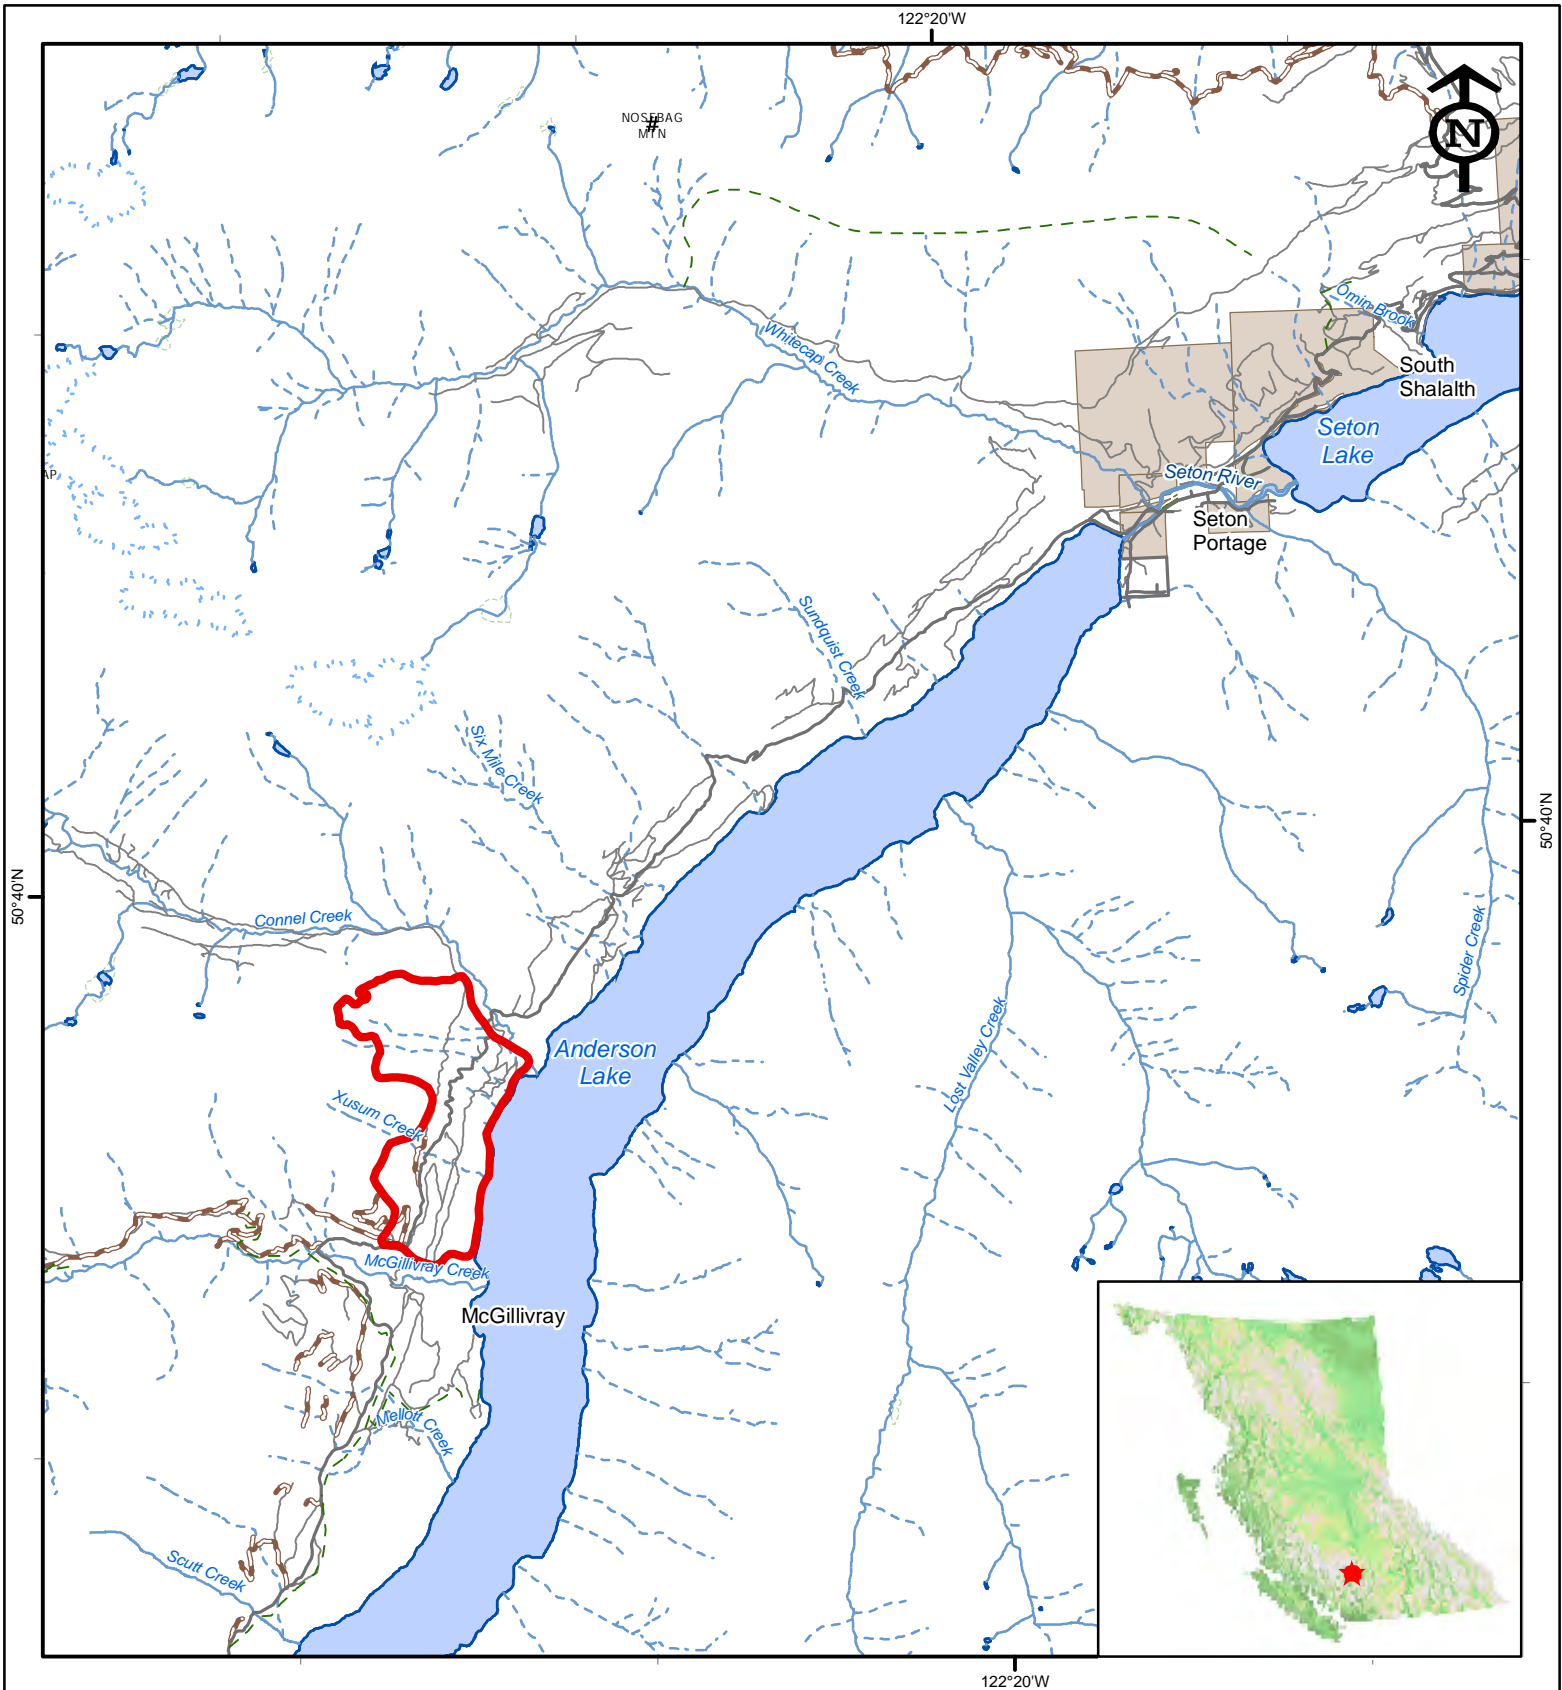 122°20'W
NOSEBAG
MTN
N
Omin Brook
Whitecap Creek
South
Shalalth
Seton
Lake
AP
Seton River
Seton
Portage
Sundquist Creek
Six Mile Creek
50°40'N
50°40'N
Connel Creek
Spider Creek
Anderson
Lake
Lost Valley Creek
Xusum Creek
McGillivray Creek
McGillivray
Mellott Creek
Scutt Creek
122°20'W